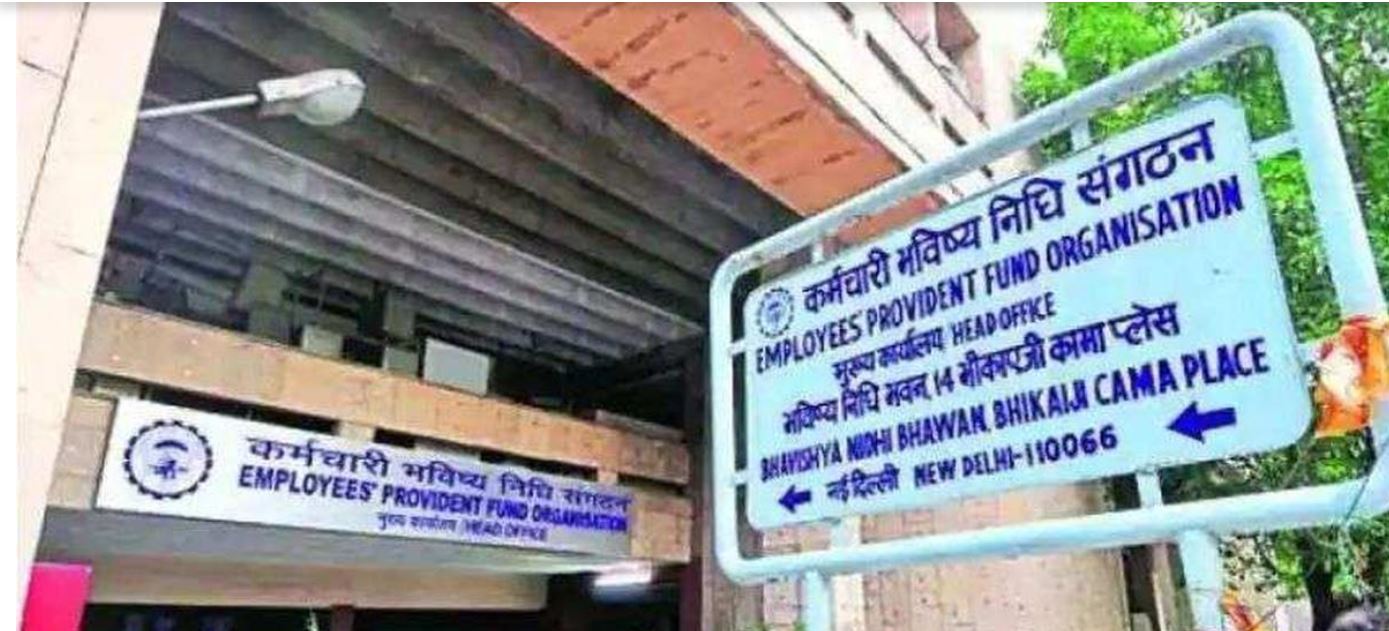 कर्मचारी भविष्य निधि संगठन
EMPLOYEES' PROVIDENT FUND ORGANISATION
मुख्य कार्यालय (HEAD OFFICE)
कर्मचारी भविष्य निधि संगठन
EMPLOYEES' PROVIDENT FUND ORGANISATION
मुख्य कार्यालय HEAD OFFICE
भविष्य निधि भवन, 14 भीकाएजी कामा प्लेस
BHAVISHYA NIDHI BHAWAN, BHIKAIJI CAMA PLACE
नई दिल्ली NEW DELHI-110066